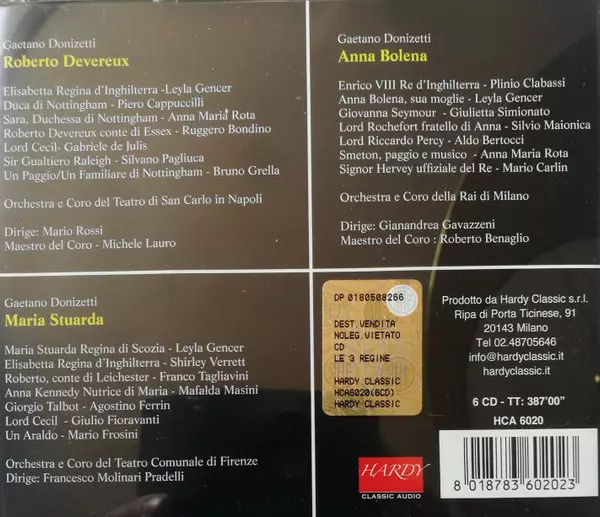 Gaetano Donizetti
Roberto Devereux
Elisabetta Regina d'Inghilterra -Leyla Gencer
Duca di Nottingham - Piero Cappuccilli
Sara, Duchessa di Nottingham - Anna Maria Rota
Roberto Devereux conte di Essex - Ruggero Bondino
Lord Cecil- Gabriele de Julis
Sir Gualtiero Raleigh - Silvano Pagliuca
Un Paggio/Un Familiare di Nottingham - Bruno Grella
Orchestra e Coro del Teatro di San Carlo in Napoli
Dirige: Mario Rossi
Maestro del Coro - Michele Lauro
Gaetano Donizetti
Anna Bolena
Enrico VIII Re d'Inghilterra - Plinio Clabassi
Anna Bolena, sua moglie - Leyla Gencer
Giovanna Seymour - Giulietta Simionato
Lord Rochefort fratello di Anna - Silvio Maionica
Lord Riccardo Percy - Aldo Bertocci
Smeton, paggio e musico - Anna Maria Rota
Signor Hervey uffiziale del Re - Mario Carlin
Orchestra e Coro della Rai di Milano
Dirige: Gianandrea Gavazzeni
Maestro del Coro : Roberto Benaglio
Gaetano Donizetti
Maria Stuarda
Maria Stuarda Regina di Scozia - Leyla Gencer
Elisabetta Regina d'Inghilterra - Shirley Verrett
Roberto, conte di Leichester - Franco Tagliavini
Anna Kennedy Nutrice di Maria - Mafalda Masini
Giorgio Talbot - Agostino Ferrin
Lord Cecil - Giulio Fioravanti
Un Araldo - Mario Frosini
Orchestra e Coro del Teatro Comunale di Firenze
Dirige: Francesco Molinari Pradelli
DP 0180508266
DEST.VENDITA
NOLEG.VIETATO
CD
LE 3 REGINE
HARDY CLASSIC
HCA6020(6CD)
HARDY CLASSIC
Prodotto da Hardy Classic s.r.l.
Ripa di Porta Ticinese, 91
20143 Milano
Tel 02.48705646
info@hardyclassic.it
hardyclassic.it
6 CD - TT: 387'00"
HCA 6020
HARDY
CLASSIC AUDIO
8 018783 602023